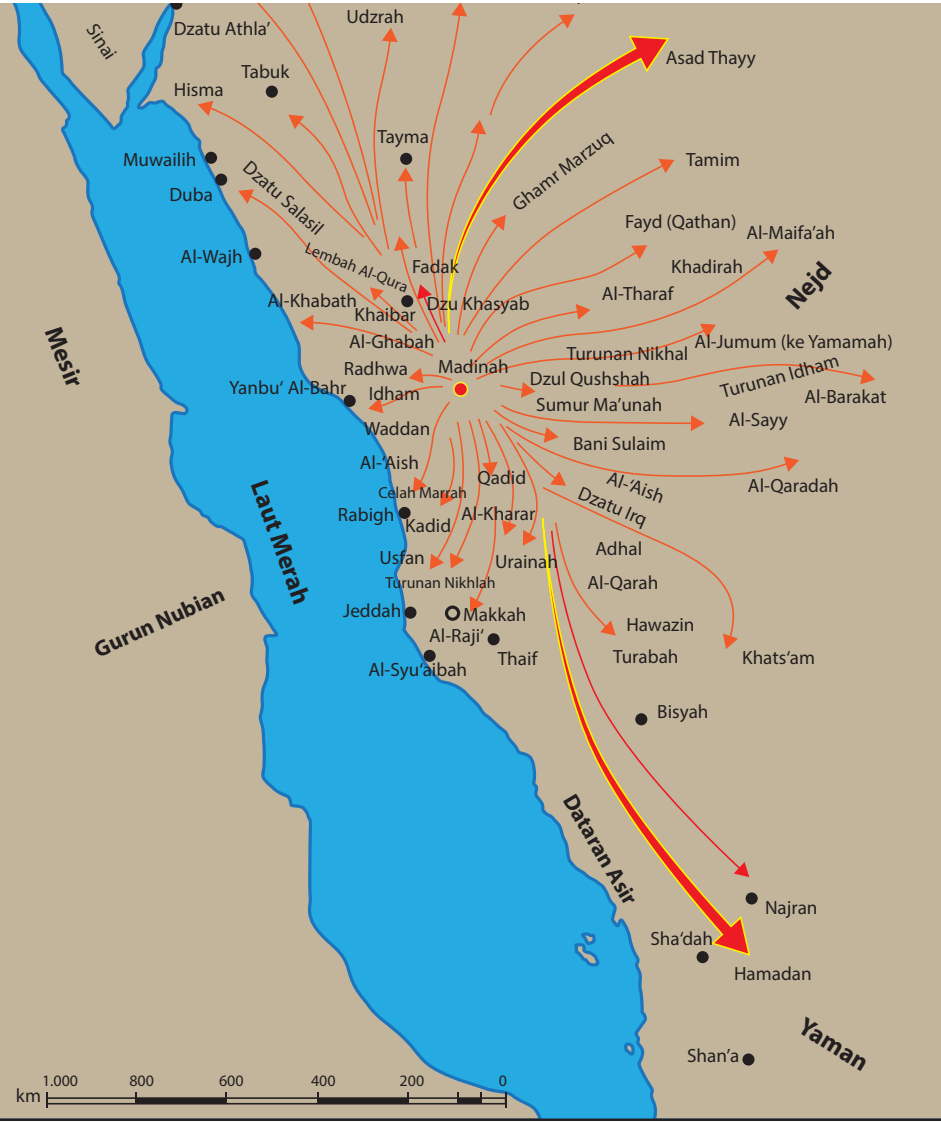 Udzrah
Dzatu Athla'
Sinai
Asad Thayy
Tabuk
Hisma
Tayma
Ghamr Marzuq
Muwailih
Tamim
Duba
Dzatu Salasil
Fayd (Qathan)
Al-Maifa'ah
Al-Wajh
Lembah Al-Qura
Fadak
Khadirah
Nejd
Al-Khabath
Khaibar
Dzu Khasyab
Al-Tharaf
Mesir
Al-Ghabah
Turunan Nikhal
Al-Jumum (ke Yamamah)
Radhwa
Madinah
Dzul Qushshah
Turunan Idham
Yanbu' Al-Bahr
Idham
Sumur Ma'unah
Al-Barakat
Waddan
Al-Sayy
Bani Sulaim
Al-'Aish
Qadid
Al-'Aish
Al-Qaradah
Celah Marrah
Laut Merah
Rabigh
Kadid
Al-Kharar
Dzatu Irq
Usfan
Urainah
Adhal
Turunan Nikhlah
Al-Qarah
Gurun Nubian
Jeddah
Makkah
Hawazin
Al-Raji'
Thaif
Turabah
Khats'am
Al-Syu'aibah
Bisyah
Dataran Asir
Najran
Sha'dah
Hamadan
Yaman
Shan'a
1.000 800 600 400 200 0
km